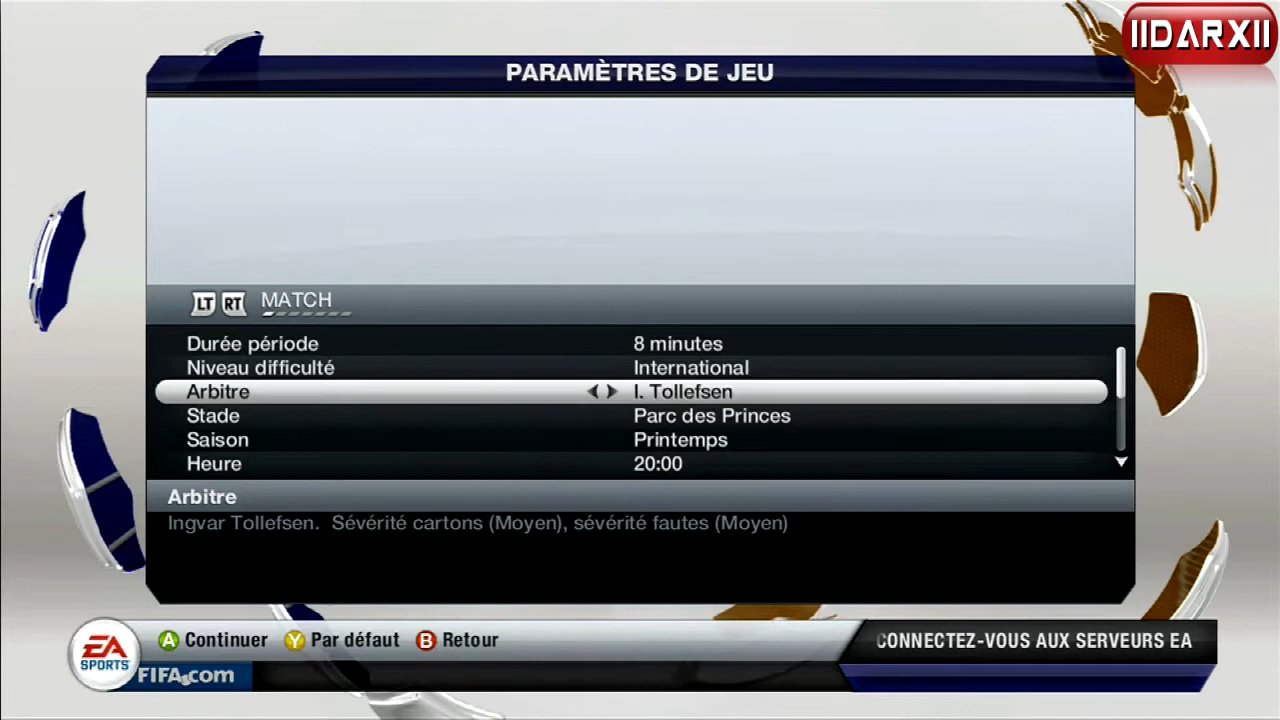 IIDARXII
PARAMÈTRES DE JEU
LT RT MATCH
Durée période 8 minutes
Niveau difficulté International
Arbitre I. Tollefsen
Stade Parc des Princes
Saison Printemps
Heure 20:00
Arbitre
Ingvar Tollefsen. Sévérité cartons (Moyen), sévérité fautes (Moyen)
A Continuer Y Par défaut B Retour
CONNECTEZ-VOUS AUX SERVEURS EA
EA
SPORTS
FIFA.com